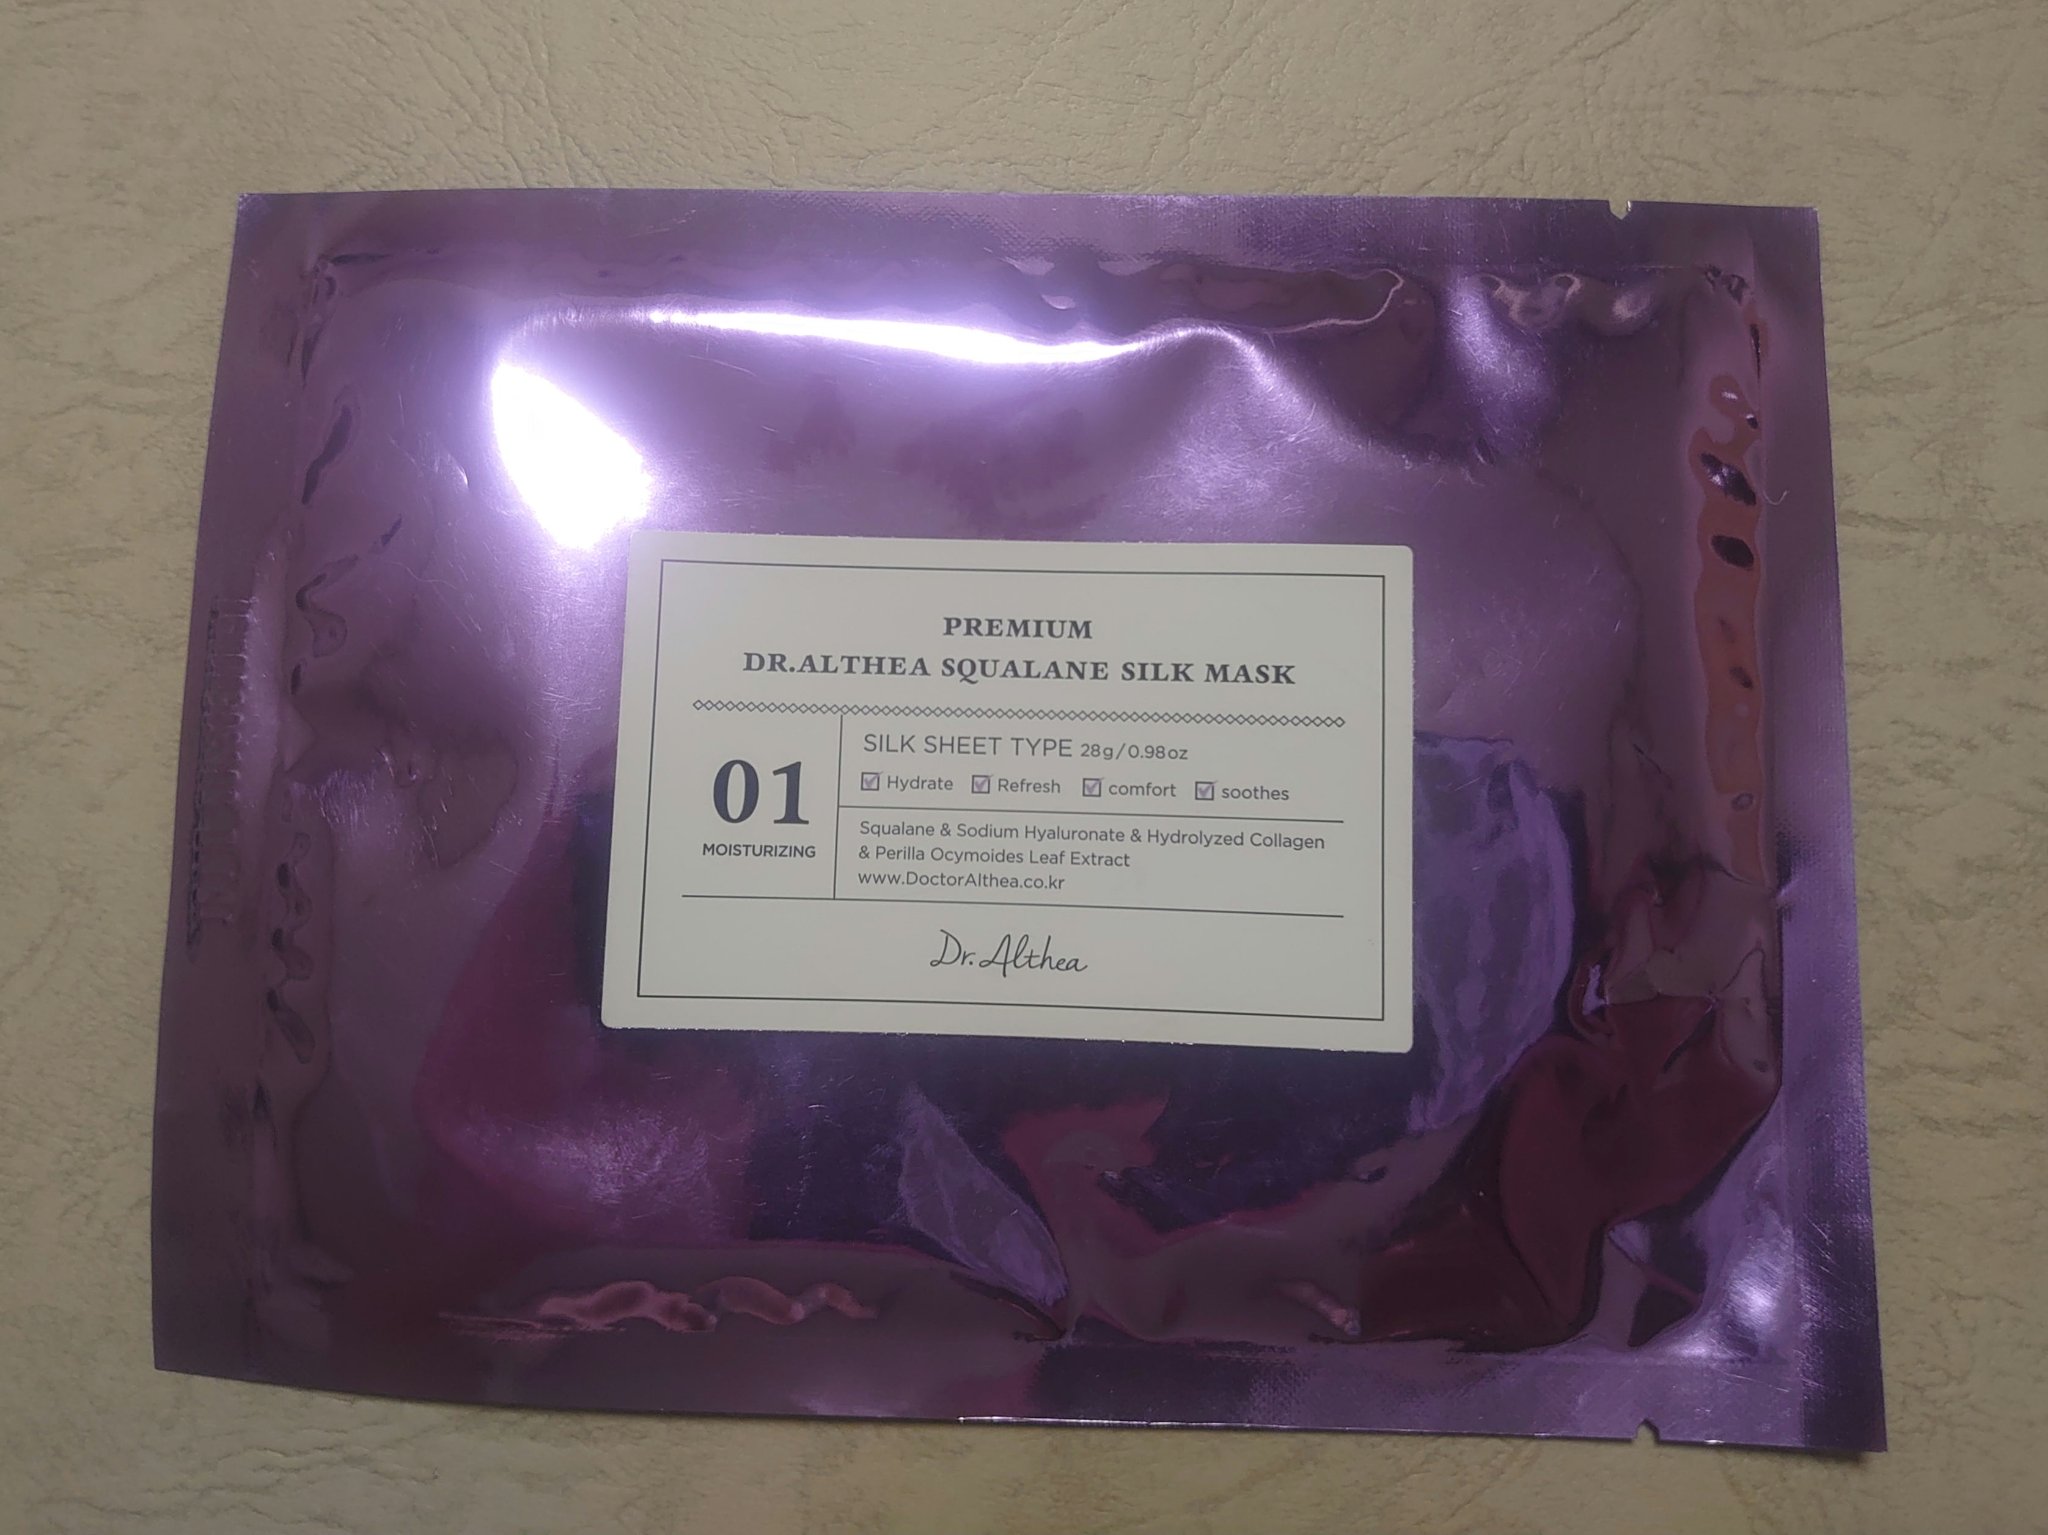 PREMIUM
DR.ALTHEA SQUALANE SILK MASK
01
MOISTURIZING
SILK SHEET TYPE 28g/0.98oz
Hydrate Refresh comfort soothes
Squalane & Sodium Hyaluronate & Hydrolyzed Collagen
& Perilla Ocymoides Leaf Extract
www.DoctorAlthea.co.kr
Dr.Althea